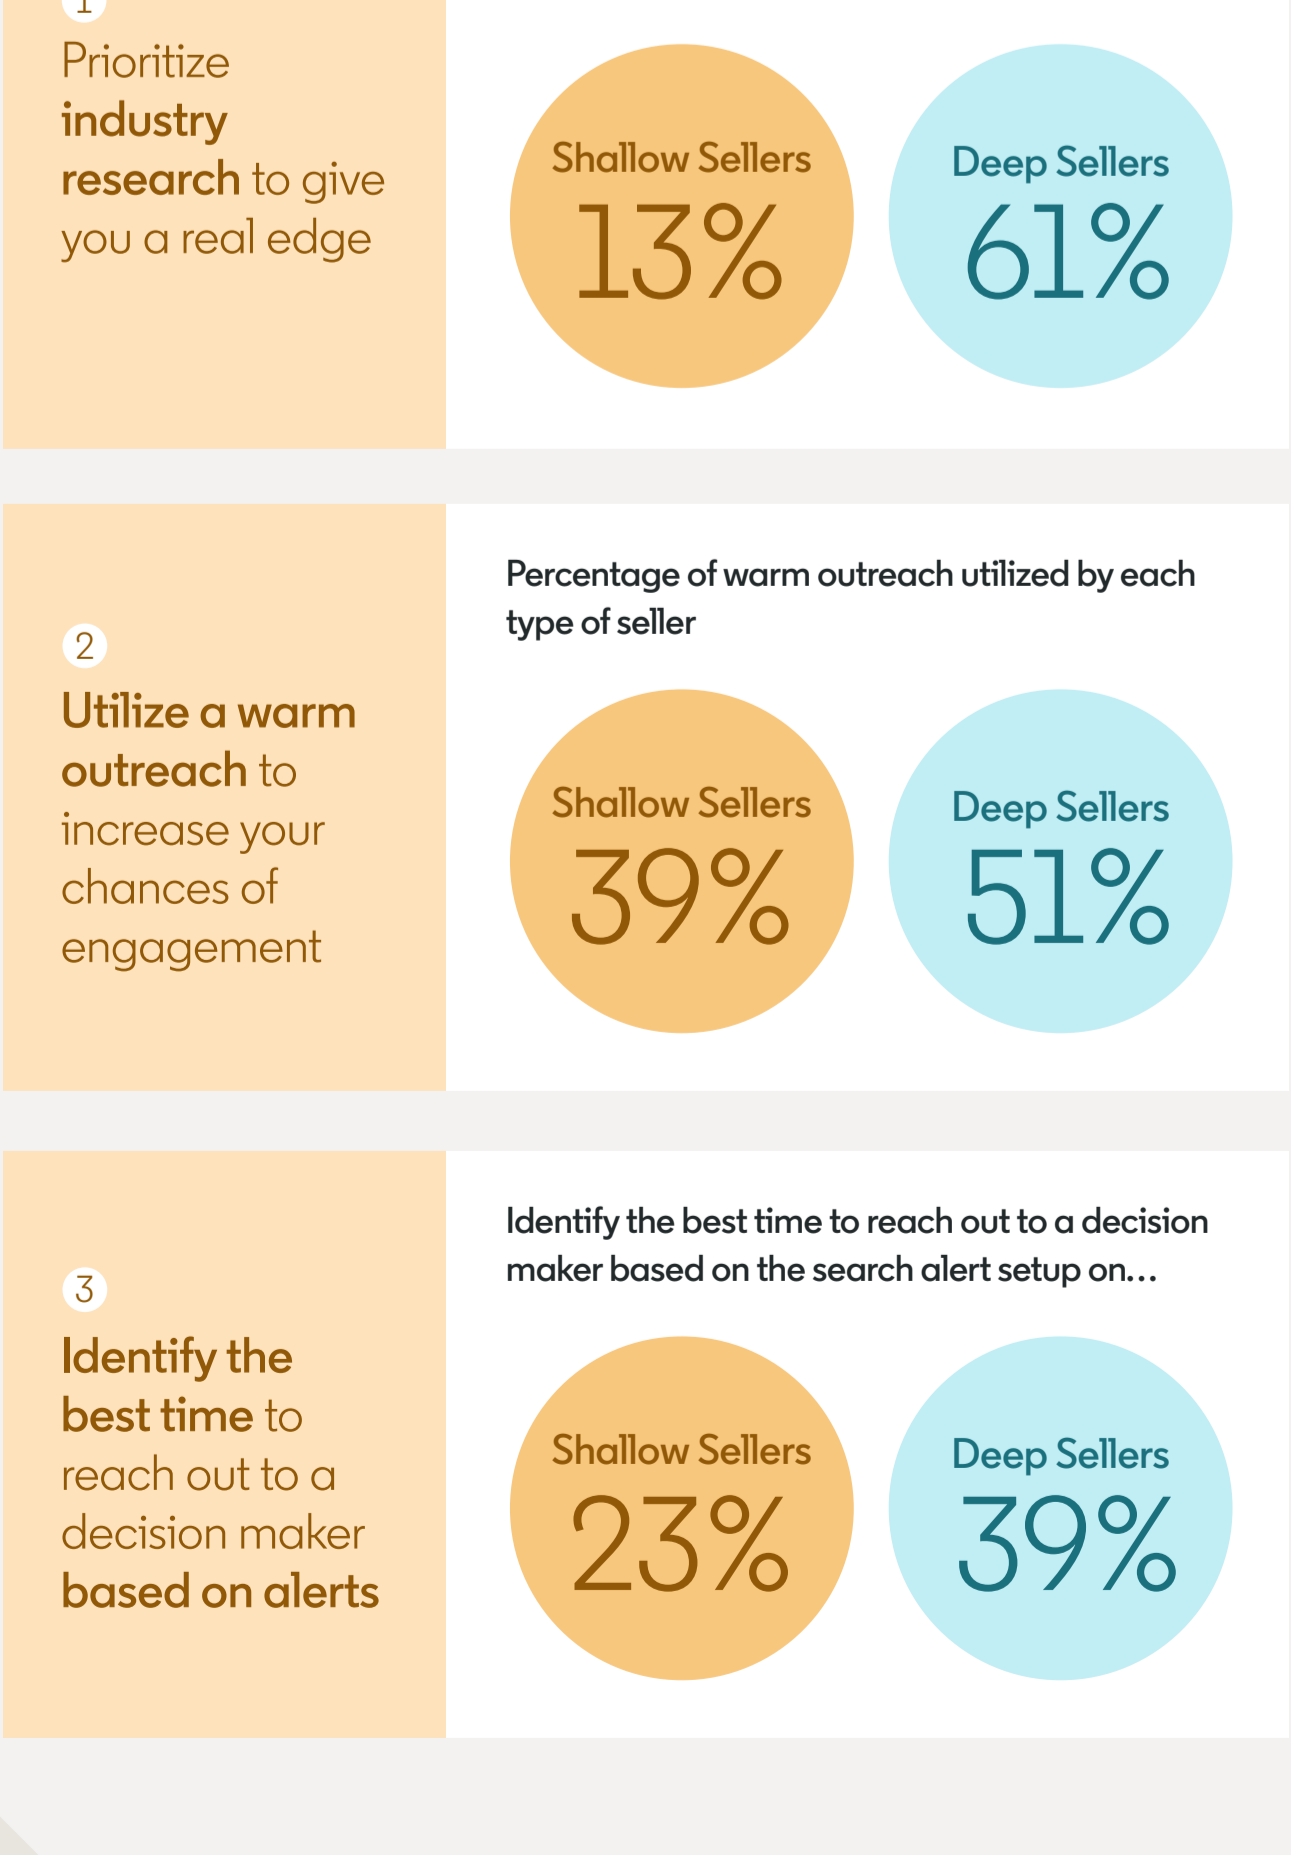 1
Prioritize
industry
research to give
you a real edge
Shallow Sellers
13%
Deep Sellers
61%
2
Utilize a warm
outreach to
increase your
chances of
engagement
Percentage of warm outreach utilized by each
type of seller
Shallow Sellers
39%
Deep Sellers
51%
3
Identify the
best time to
reach out to a
decision maker
based on alerts
Identify the best time to reach out to a decision
maker based on the search alert setup on...
Shallow Sellers
23%
Deep Sellers
39%